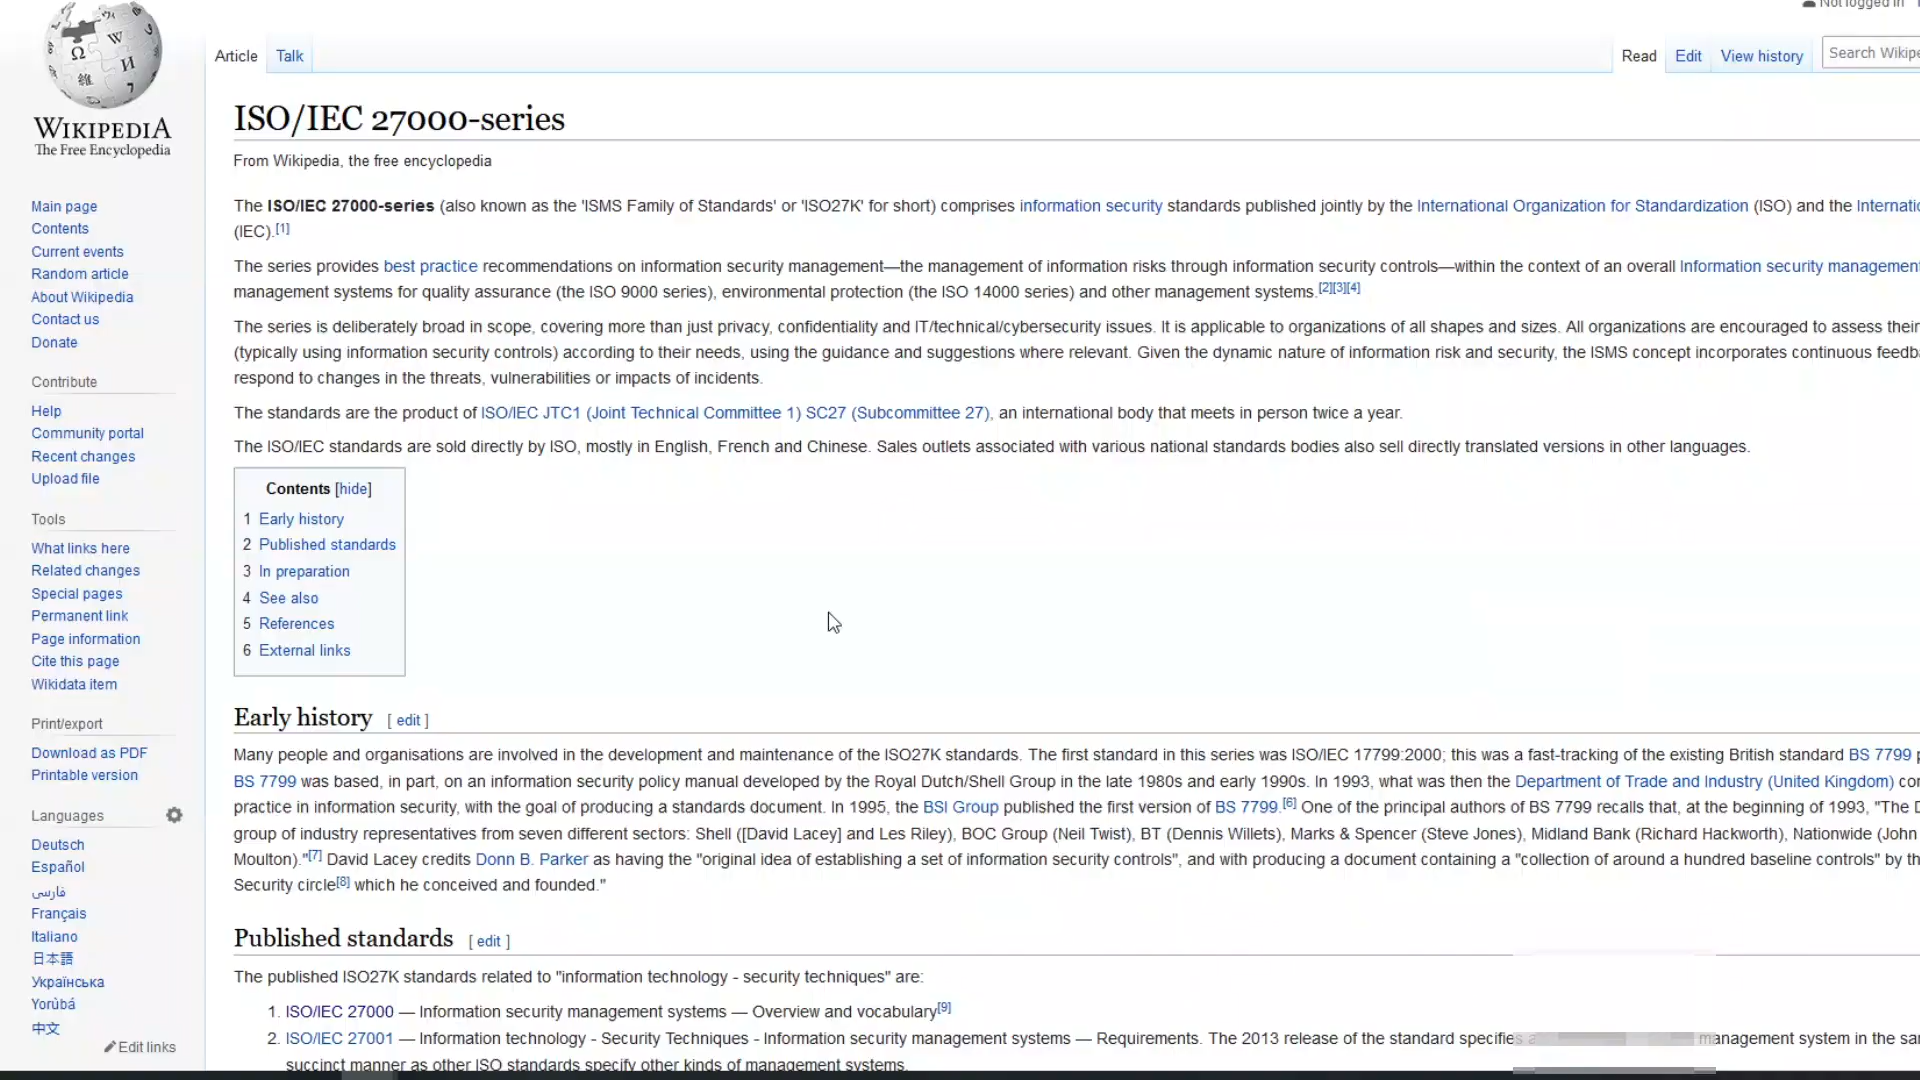 Not logged in
Article
Talk
Read
Edit
View history
Search Wikipe
WIKIPEDIA
The Free Encyclopedia
Main page
Contents
Current events
Random article
About Wikipedia
Contact us
Donate
Contribute
Help
Community portal
Recent changes
Upload file
Tools
What links here
Related changes
Special pages
Permanent link
Page information
Cite this page
Wikidata item
Print/export
Download as PDF
Printable version
Languages
Deutsch
Español
فارسی
Français
Italiano
日本語
Українська
Yorùbá
中文
Edit links
ISO/IEC 27000-series
From Wikipedia, the free encyclopedia
The ISO/IEC 27000-series (also known as the 'ISMS Family of Standards' or 'ISO27K' for short) comprises information security standards published jointly by the International Organization for Standardization (ISO) and the Internatio
(IEC).[1]
The series provides best practice recommendations on information security management—the management of information risks through information security controls—within the context of an overall Information security management
management systems for quality assurance (the ISO 9000 series), environmental protection (the ISO 14000 series) and other management systems.[2][3][4]
The series is deliberately broad in scope, covering more than just privacy, confidentiality and IT/technical/cybersecurity issues. It is applicable to organizations of all shapes and sizes. All organizations are encouraged to assess their
(typically using information security controls) according to their needs, using the guidance and suggestions where relevant. Given the dynamic nature of information risk and security, the ISMS concept incorporates continuous feedba
respond to changes in the threats, vulnerabilities or impacts of incidents.
The standards are the product of ISO/IEC JTC1 (Joint Technical Committee 1) SC27 (Subcommittee 27), an international body that meets in person twice a year.
The ISO/IEC standards are sold directly by ISO, mostly in English, French and Chinese. Sales outlets associated with various national standards bodies also sell directly translated versions in other languages.
Contents [hide]
1 Early history
2 Published standards
3 In preparation
4 See also
5 References
6 External links
Early history [ edit ]
Many people and organisations are involved in the development and maintenance of the ISO27K standards. The first standard in this series was ISO/IEC 17799:2000; this was a fast-tracking of the existing British standard BS 7799 p
BS 7799 was based, in part, on an information security policy manual developed by the Royal Dutch/Shell Group in the late 1980s and early 1990s. In 1993, what was then the Department of Trade and Industry (United Kingdom) con
practice in information security, with the goal of producing a standards document. In 1995, the BSI Group published the first version of BS 7799.[6] One of the principal authors of BS 7799 recalls that, at the beginning of 1993, "The D
group of industry representatives from seven different sectors: Shell ([David Lacey] and Les Riley), BOC Group (Neil Twist), BT (Dennis Willets), Marks & Spencer (Steve Jones), Midland Bank (Richard Hackworth), Nationwide (John
Moulton)."[7] David Lacey credits Donn B. Parker as having the "original idea of establishing a set of information security controls", and with producing a document containing a "collection of around a hundred baseline controls" by th
Security circle[8] which he conceived and founded."
Published standards [ edit ]
The published ISO27K standards related to "information technology - security techniques" are:
1. ISO/IEC 27000 — Information security management systems — Overview and vocabulary[9]
2. ISO/IEC 27001 — Information technology - Security Techniques - Information security management systems — Requirements. The 2013 release of the standard specifies a management system in the sa
succinct manner as other ISO standards specify other kinds of management systems.